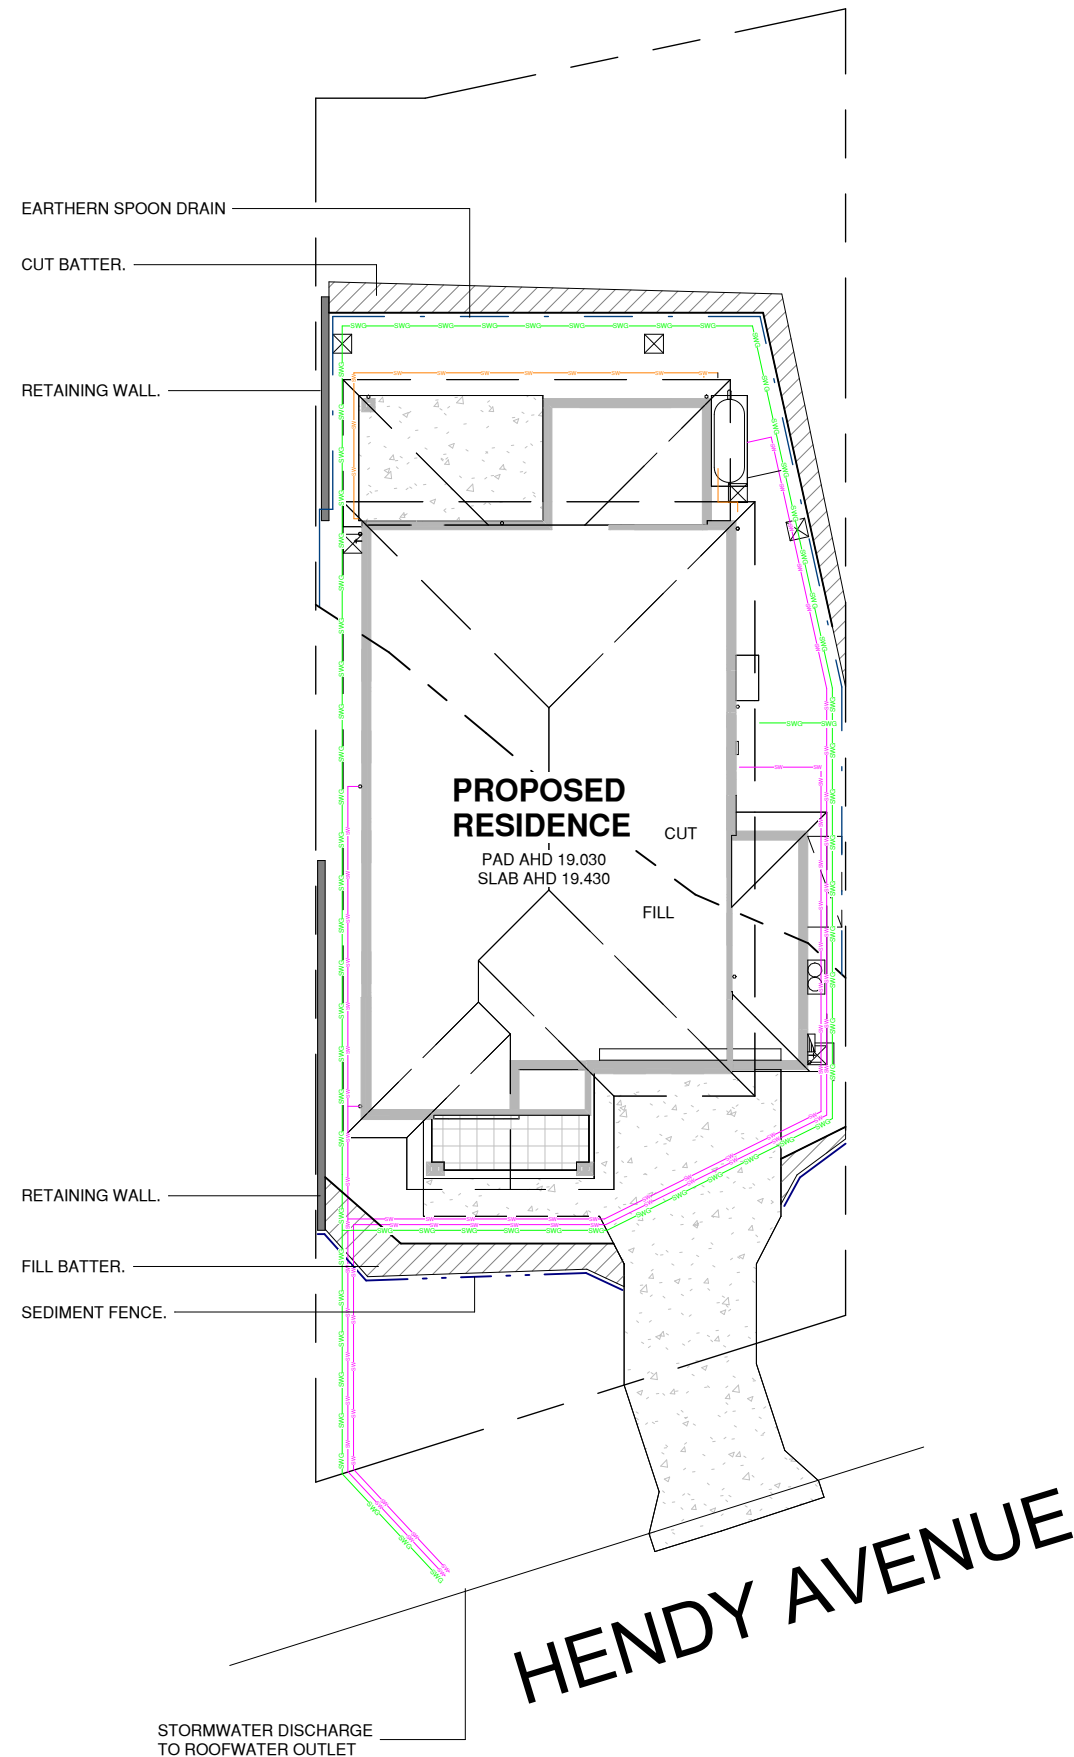 EARTHERN SPOON DRAIN
CUT BATTER.
RETAINING WALL.
PROPOSED
RESIDENCE
PAD AHD 19.030
SLAB AHD 19.430
CUT
FILL
RETAINING WALL.
FILL BATTER.
SEDIMENT FENCE.
HENDY AVENUE
STORMWATER DISCHARGE
TO ROOFWATER OUTLET